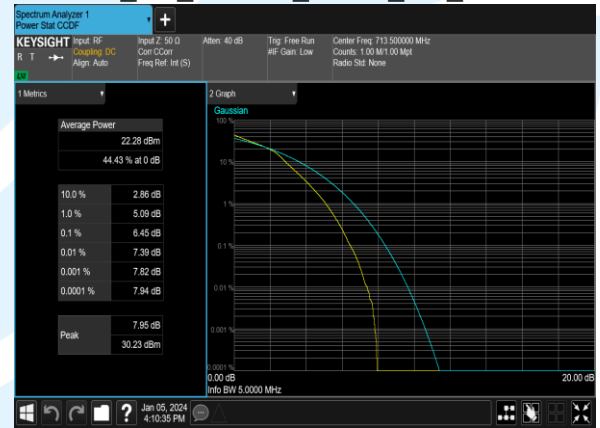 Spectrum Analyzer 1
Power Stat CCDF
+
KEYSIGHT
R T
LV
Input: RF
Coupling: DC
Align: Auto
Input Z: 50 Ω
Corr CCorr
Freq Ref: Int (S)
Atten: 40 dB
Trig: Free Run
#IF Gain: Low
Center Freq: 713.500000 MHz
Counts: 1.00 M/1.00 Mpt
Radio Std: None
1 Metrics
Average Power
22.28 dBm
44.43 % at 0 dB
10.0 % 2.86 dB
1.0 % 5.09 dB
0.1 % 6.45 dB
0.01 % 7.39 dB
0.001 % 7.82 dB
0.0001 % 7.94 dB
Peak
7.95 dB
30.23 dBm
2 Graph
Gaussian
100 %
10 %
1 %
0.1 %
0.01 %
0.001 %
0.0001 %
0.00 dB 20.00 dB
Info BW 5.0000 MHz
?
Jan 05, 2024
4:10:35 PM